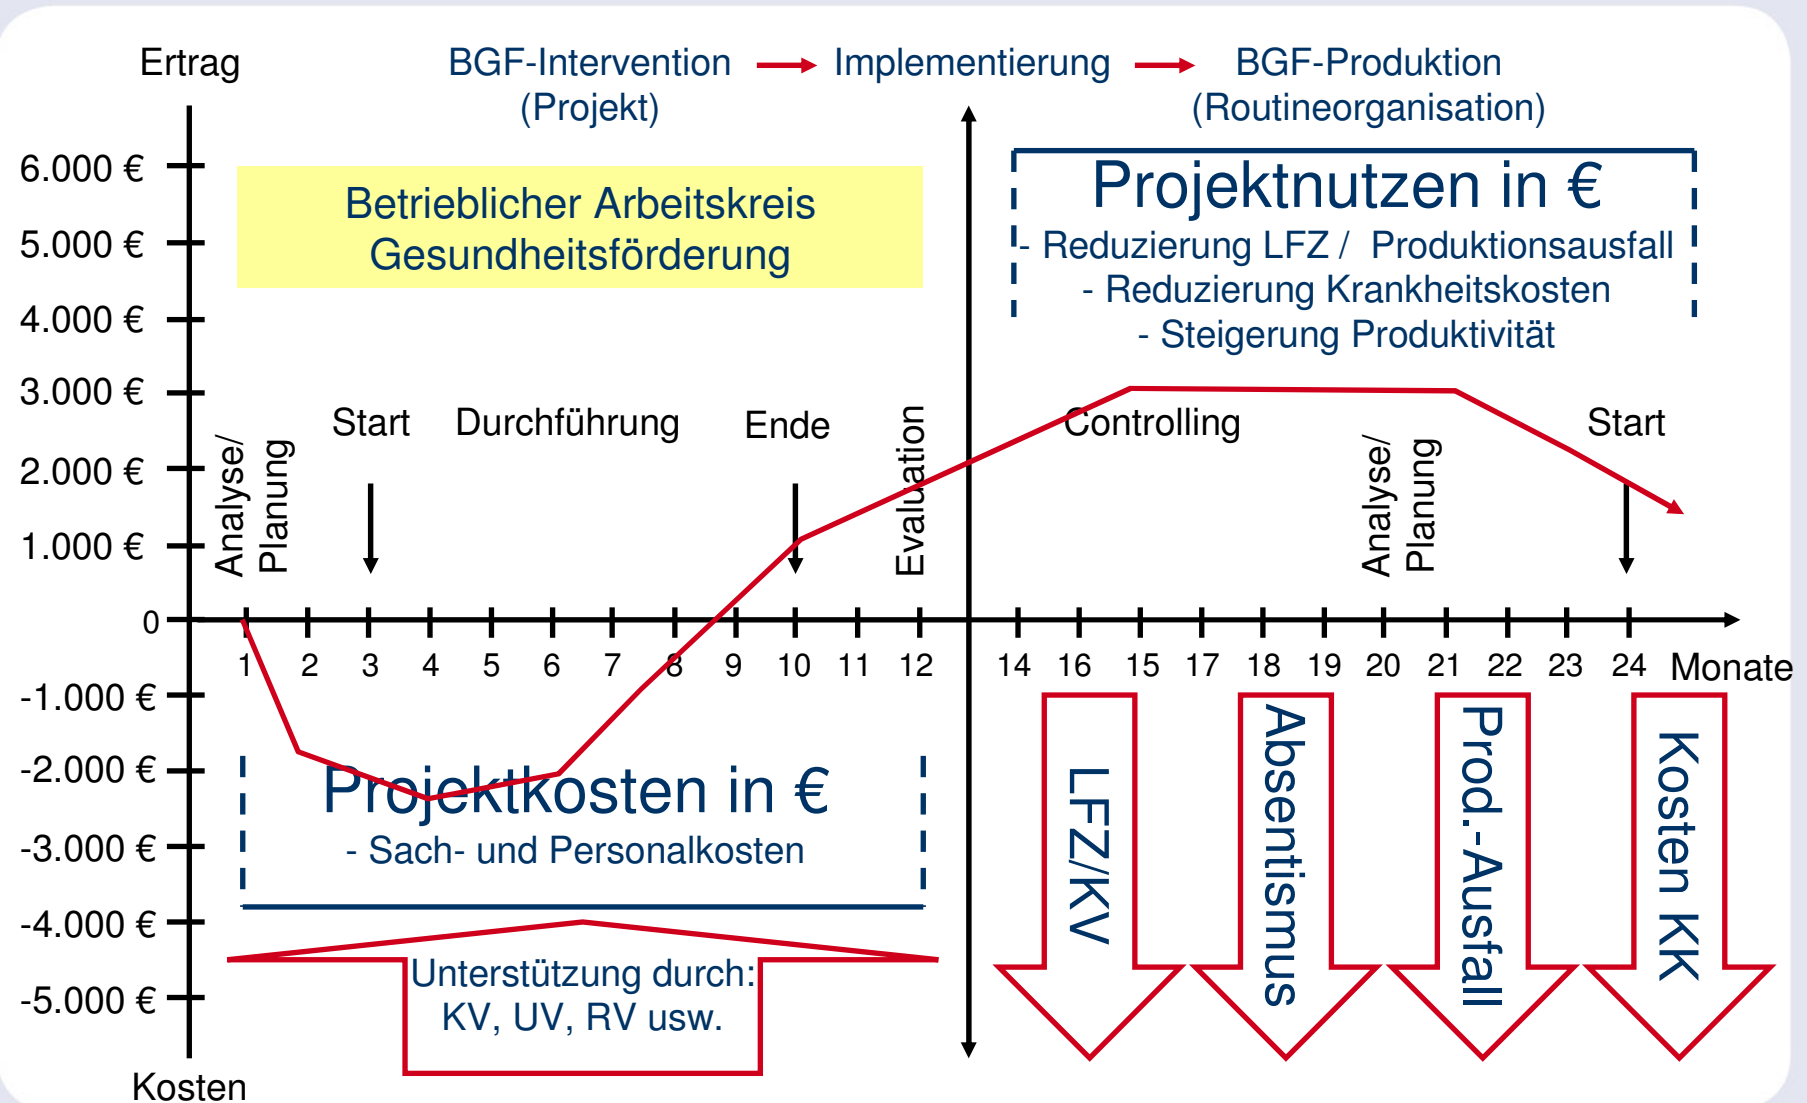 Ertrag
BGF-Intervention
(Projekt)
Implementierung
BGF-Produktion
(Routineorganisation)
6.000 €
5.000 €
4.000 €
3.000 €
2.000 €
1.000 €
0
-1.000 €
-2.000 €
-3.000 €
-4.000 €
-5.000 €
Kosten
Betrieblicher Arbeitskreis
Gesundheitsförderung
Projektnutzen in €
- Reduzierung LFZ / Produktionsausfall
- Reduzierung Krankheitskosten
- Steigerung Produktivität
Analyse/
Planung
Start
Durchführung
Ende
Evaluation
Controlling
Analyse/
Planung
Start
1 2 3 4 5 6 7 8 9 10 11 12 14 16 15 17 18 19 20 21 22 23 24 Monate
Projektkosten in €
- Sach- und Personalkosten
Unterstützung durch:
KV, UV, RV usw.
LFZ/KV
Absentismus
Prod.-Ausfall
Kosten KK